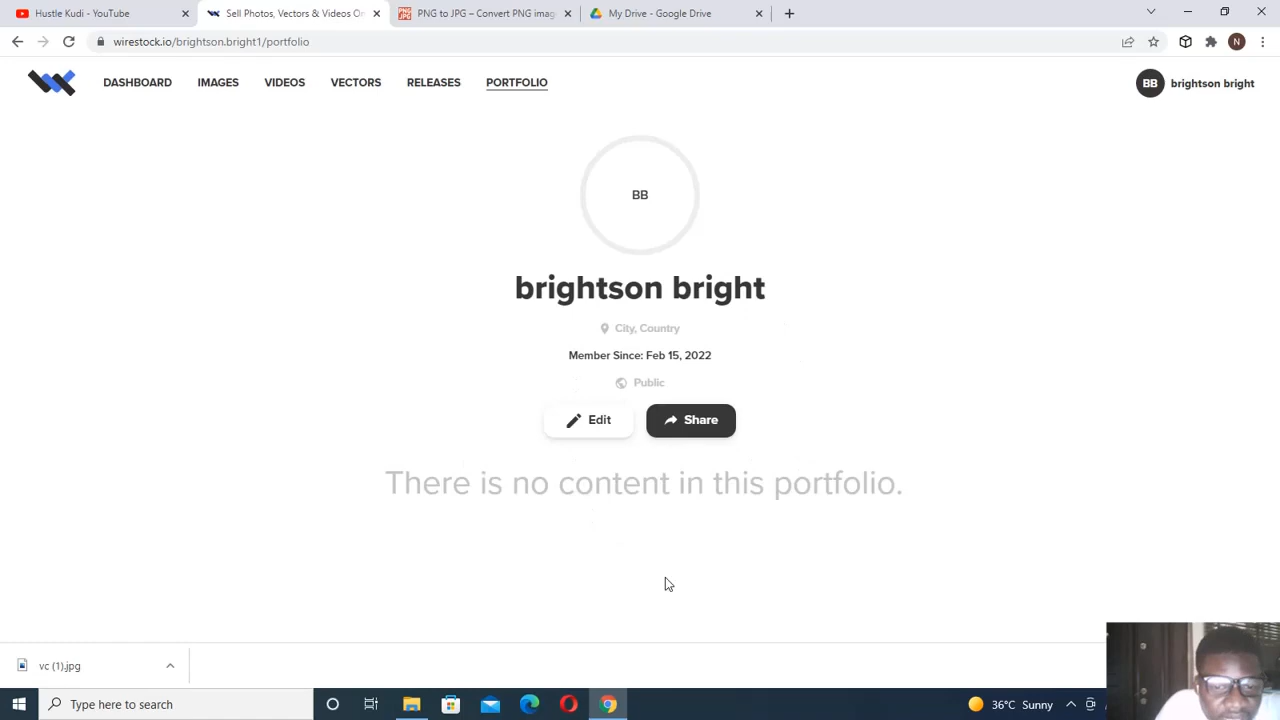 Hustle Kudi - YouTube
Sell Photos, Vectors & Videos On
PNG to JPG – Convert PNG imag
My Drive - Google Drive
wirestock.io/brightson.bright1/portfolio
N
DASHBOARD IMAGES VIDEOS VECTORS RELEASES PORTFOLIO
BB brightson bright
BB
brightson bright
City, Country
Member Since: Feb 15, 2022
Public
Edit Share
There is no content in this portfolio.
vc (1).jpg
Type here to search
36°C Sunny